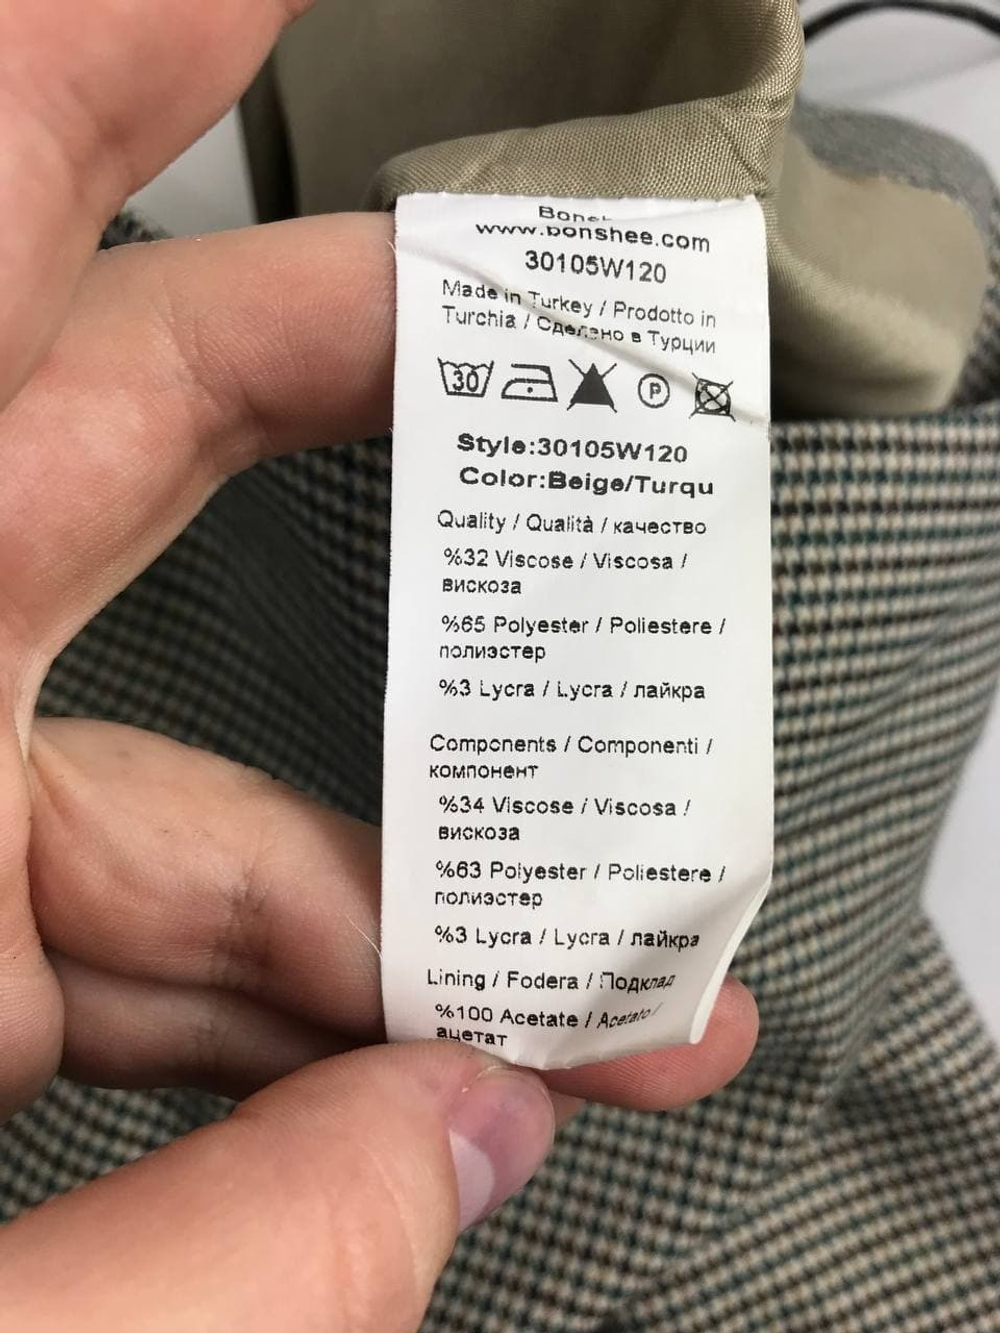 www.bonshee.com
30105W120
Made in Turkey / Prodotto in
Turchia / Сделано в Турции
30 P
Style:30105W120
Color:Beige/Turqu
Quality / Qualità / качество
%32 Viscose / Viscosa /
вискоза
%65 Polyester / Poliestere /
полиэстер
%3 Lycra / Lycra / лайкра
Components / Componenti /
компонент
%34 Viscose / Viscosa /
вискоза
%63 Polyester / Poliestere /
полиэстер
%3 Lycra / Lycra / лайкра
Lining / Fodera / Подклад
%100 Acetate / Acetato /
ацетат